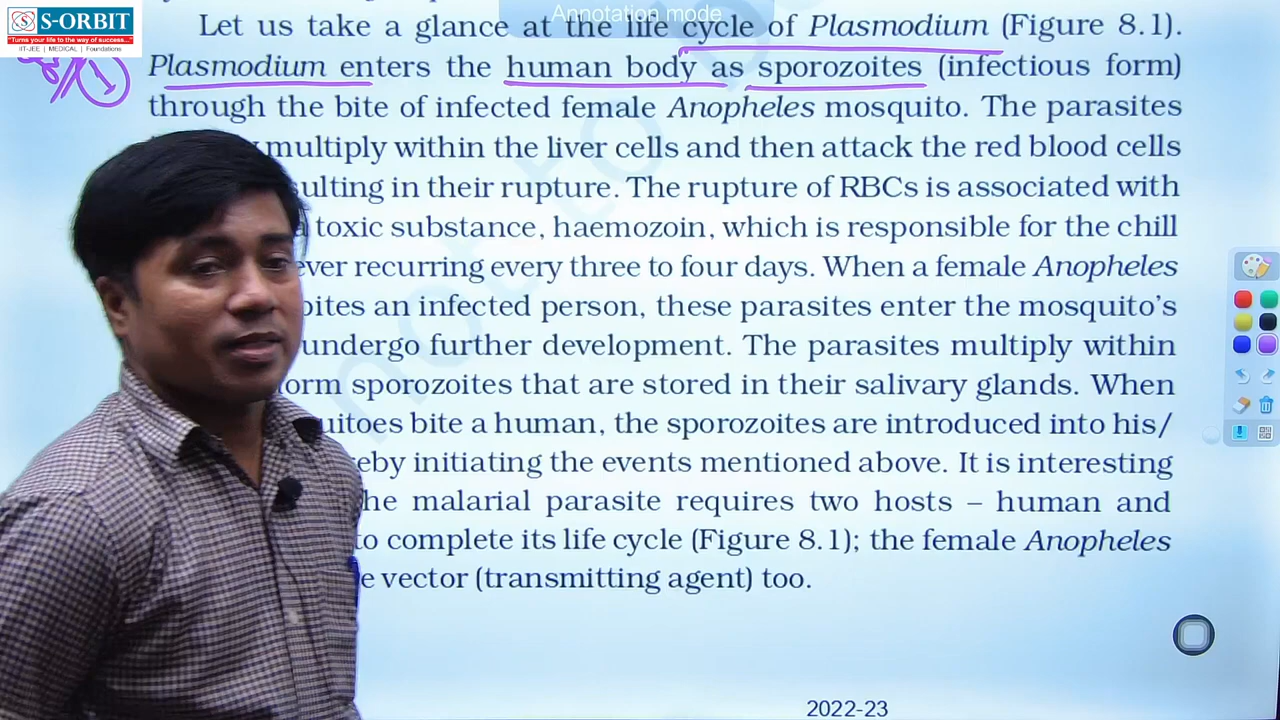 S S-ORBIT
"Turns your life to the way of success..."
IIT-JEE | MEDICAL | Foundations
Annotation mode
Let us take a glance at the life cycle of Plasmodium (Figure 8.1).
Plasmodium enters the human body as sporozoites (infectious form)
through the bite of infected female Anopheles mosquito. The parasites
multiply within the liver cells and then attack the red blood cells
sulting in their rupture. The rupture of RBCs is associated with
a toxic substance, haemozoin, which is responsible for the chill
ever recurring every three to four days. When a female Anopheles
bites an infected person, these parasites enter the mosquito's
undergo further development. The parasites multiply within
orm sporozoites that are stored in their salivary glands. When
uitoes bite a human, the sporozoites are introduced into his/
eby initiating the events mentioned above. It is interesting
he malarial parasite requires two hosts – human and
to complete its life cycle (Figure 8.1); the female Anopheles
e vector (transmitting agent) too.
2022-23